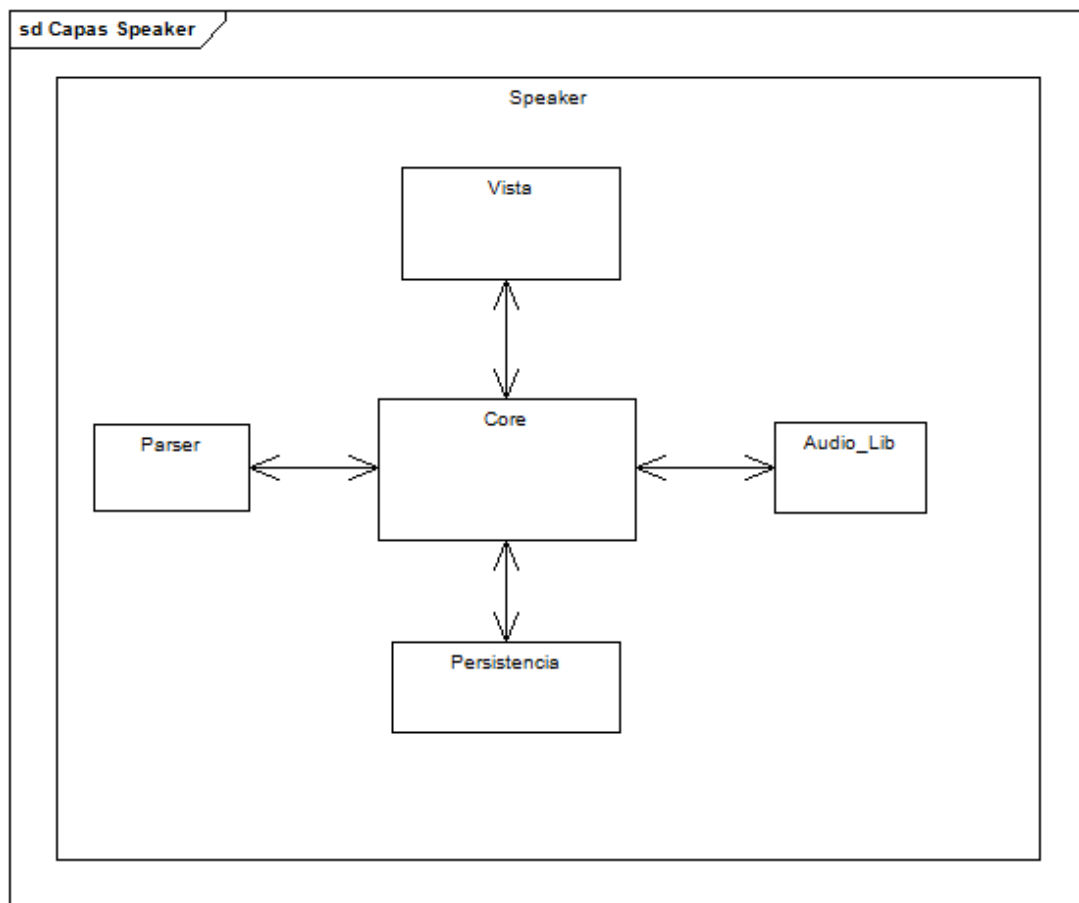 sd Capas Speaker
Speaker
Vista
Core
Parser
Audio_Lib
Persistencia